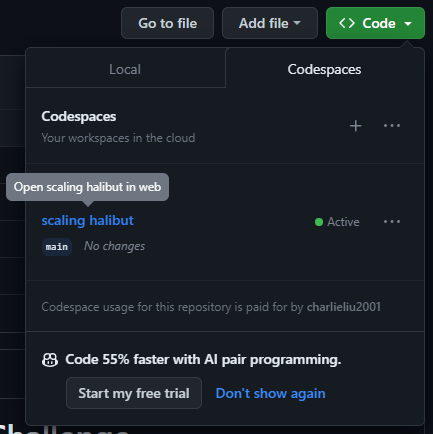 Go to file
Add file
<> Code
Local
Codespaces
Codespaces
Your workspaces in the cloud
Open scaling halibut in web
scaling halibut
Active
main
No changes
Codespace usage for this repository is paid for by charlieliu2001
Code 55% faster with AI pair programming.
Start my free trial
Don't show again
Challenge